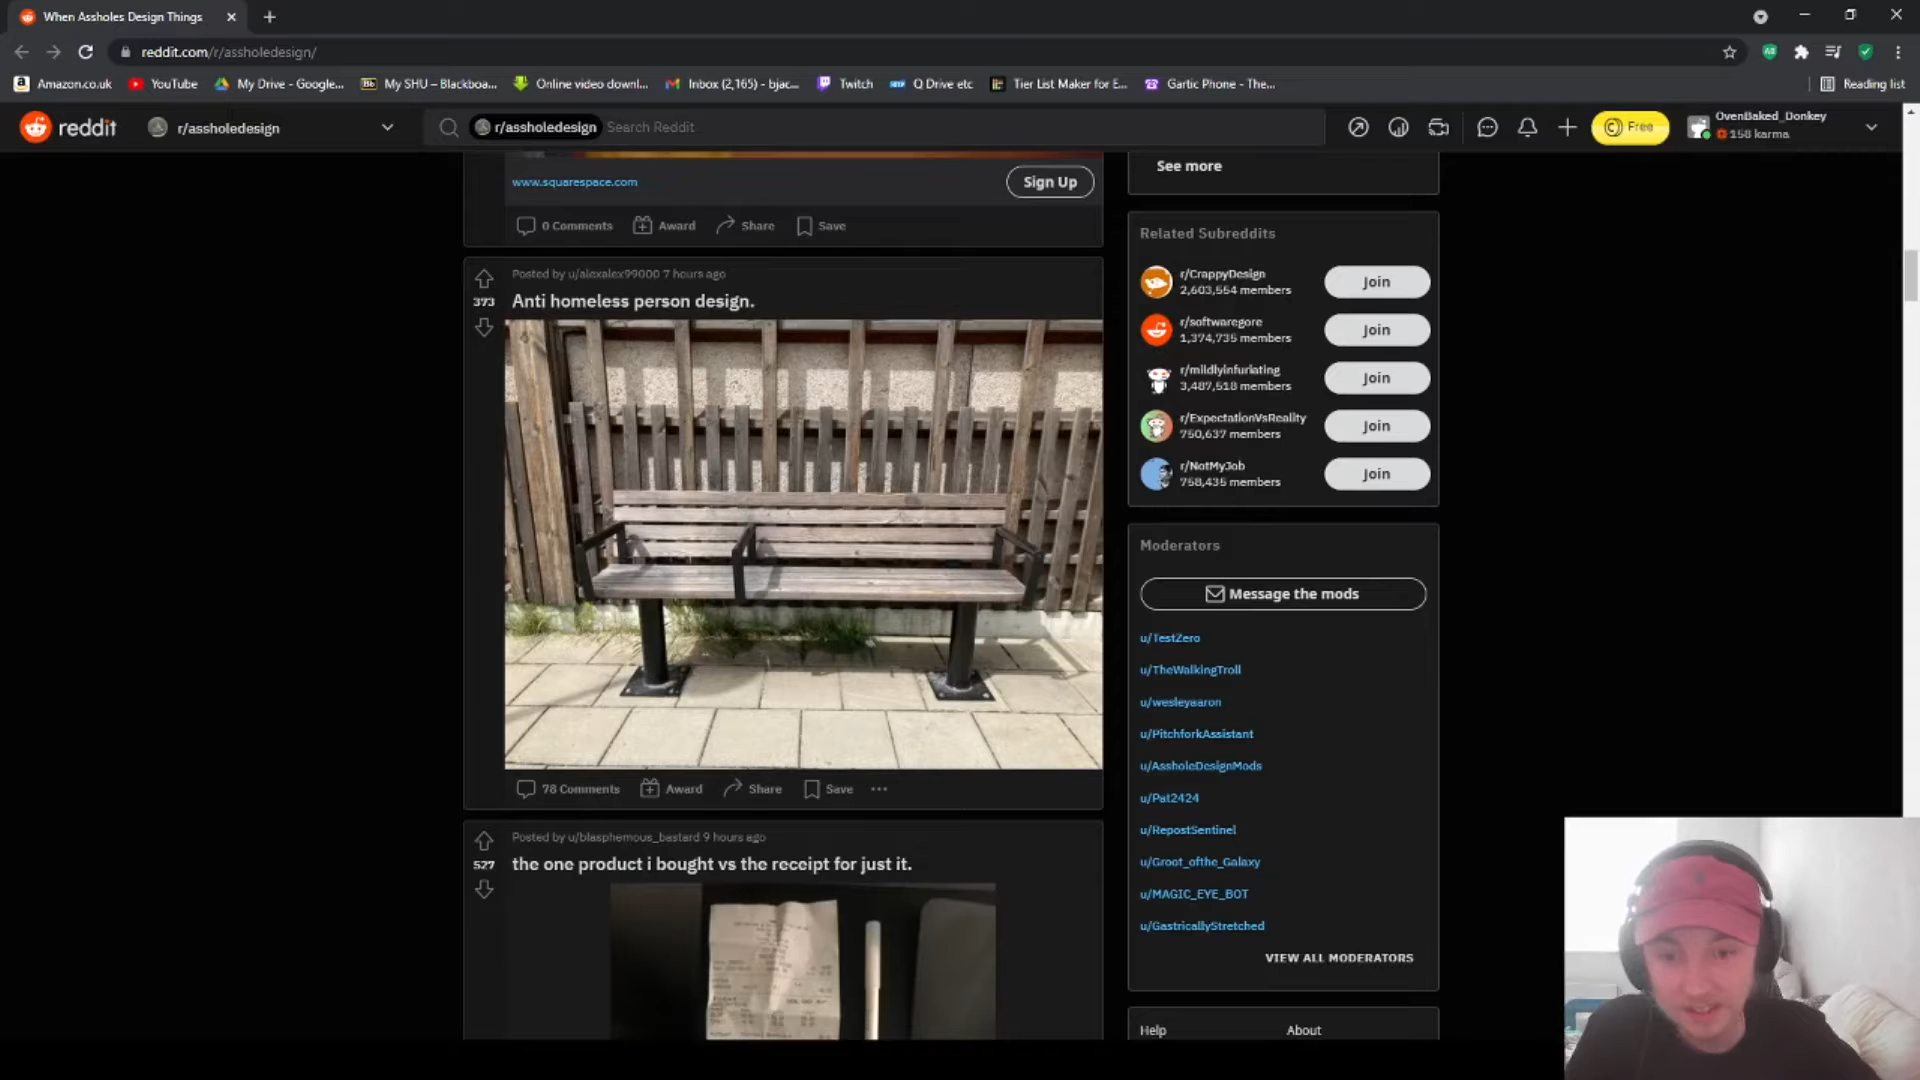 When Assholes Design Things
reddit.com/r/assholedesign/
Amazon.co.uk YouTube My Drive - Google... My SHU – Blackboa... Online video downl... Inbox (2,165) - bjac... Twitch Q Drive etc Tier List Maker for E... Gartic Phone - The... Reading list
reddit r/assholedesign r/assholedesign Search Reddit Free OvenBaked_Donkey
158 karma
www.squarespace.com Sign Up
0 Comments Award Share Save
Posted by u/alexalex99000 7 hours ago
373
Anti homeless person design.
78 Comments Award Share Save
Posted by u/blasphemous_bastard 9 hours ago
527
the one product i bought vs the receipt for just it.
See more
Related Subreddits
r/CrappyDesign
2,603,554 members Join
r/softwaregore
1,374,735 members Join
r/mildlyinfuriating
3,487,518 members Join
r/ExpectationVsReality
750,637 members Join
r/NotMyJob
758,435 members Join
Moderators
Message the mods
u/TestZero
u/TheWalkingTroll
u/wesleyaaron
u/PitchforkAssistant
u/AssholeDesignMods
u/Pat2424
u/RepostSentinel
u/Groot_ofthe_Galaxy
u/MAGIC_EYE_BOT
u/GastricallyStretched
VIEW ALL MODERATORS
Help About